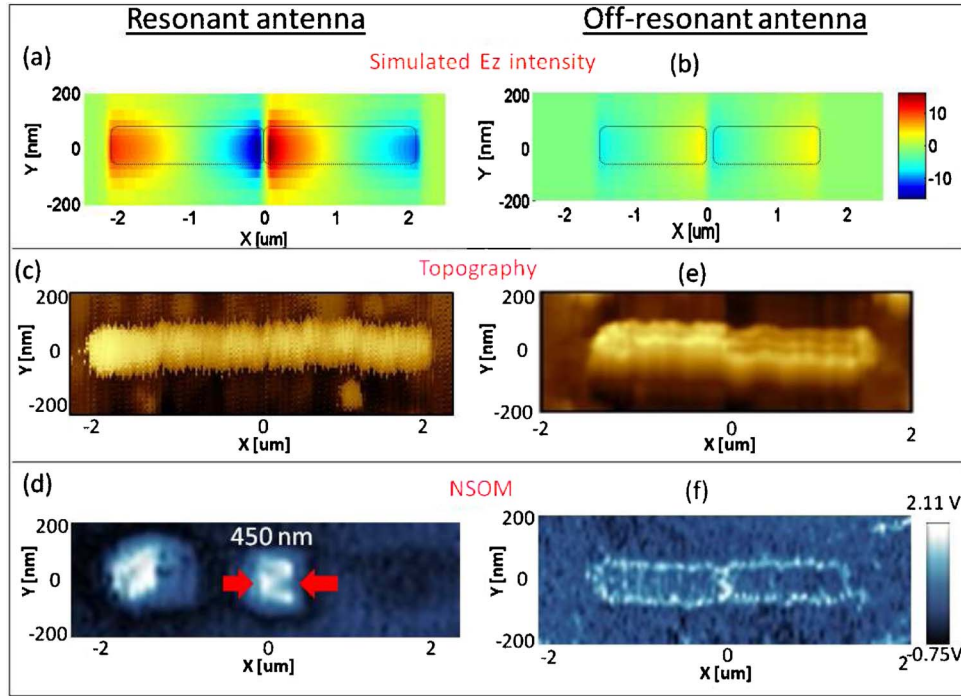 Resonant antenna
Off-resonant antenna
(a)
Simulated Ez intensity
(b)
200
0
-200
Y [nm]
-2
-1
0
1
2
X [um]
200
0
-200
Y [nm]
-2
-1
0
1
2
X [um]
10
0
-10
(c)
Topography
(e)
200
0
-200
Y [nm]
-2
0
2
X [um]
200
0
-200
Y [nm]
-2
0
2
X [um]
(d)
NSOM
(f)
200
0
-200
Y [nm]
450 nm
-2
0
2
X [um]
200
0
-200
Y [nm]
-2
0
2
X [um]
2.11 V
-0.75V